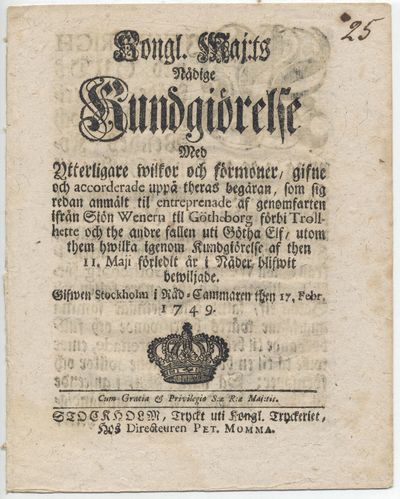 25
Kongl. Maj:ts
Nådige
Kundgiörelse
Med
Ytterligare wilkor och förmoner, gifne
och accorderade uppå theras begäran, som sig
redan anmält til entreprenade af genomfarten
ifrån Siön Wenern til Götheborg förbi Troll-
hette och the andre fallen uti Götha Elf, utom
them hwilka igenom Kundgiörelse af then
11. Maji förledit år i Nåder blifwit
bewiljade.
Gifwen Stockholm i Råd-Cammaren then 17. Febr.
1749.
Cum Gratia & Privilegio S:æ R:æ Maj:tis.
STOCKHOLM, Tryckt uti Kongl. Tryckeriet,
Hos Directeuren PET. MOMMA.